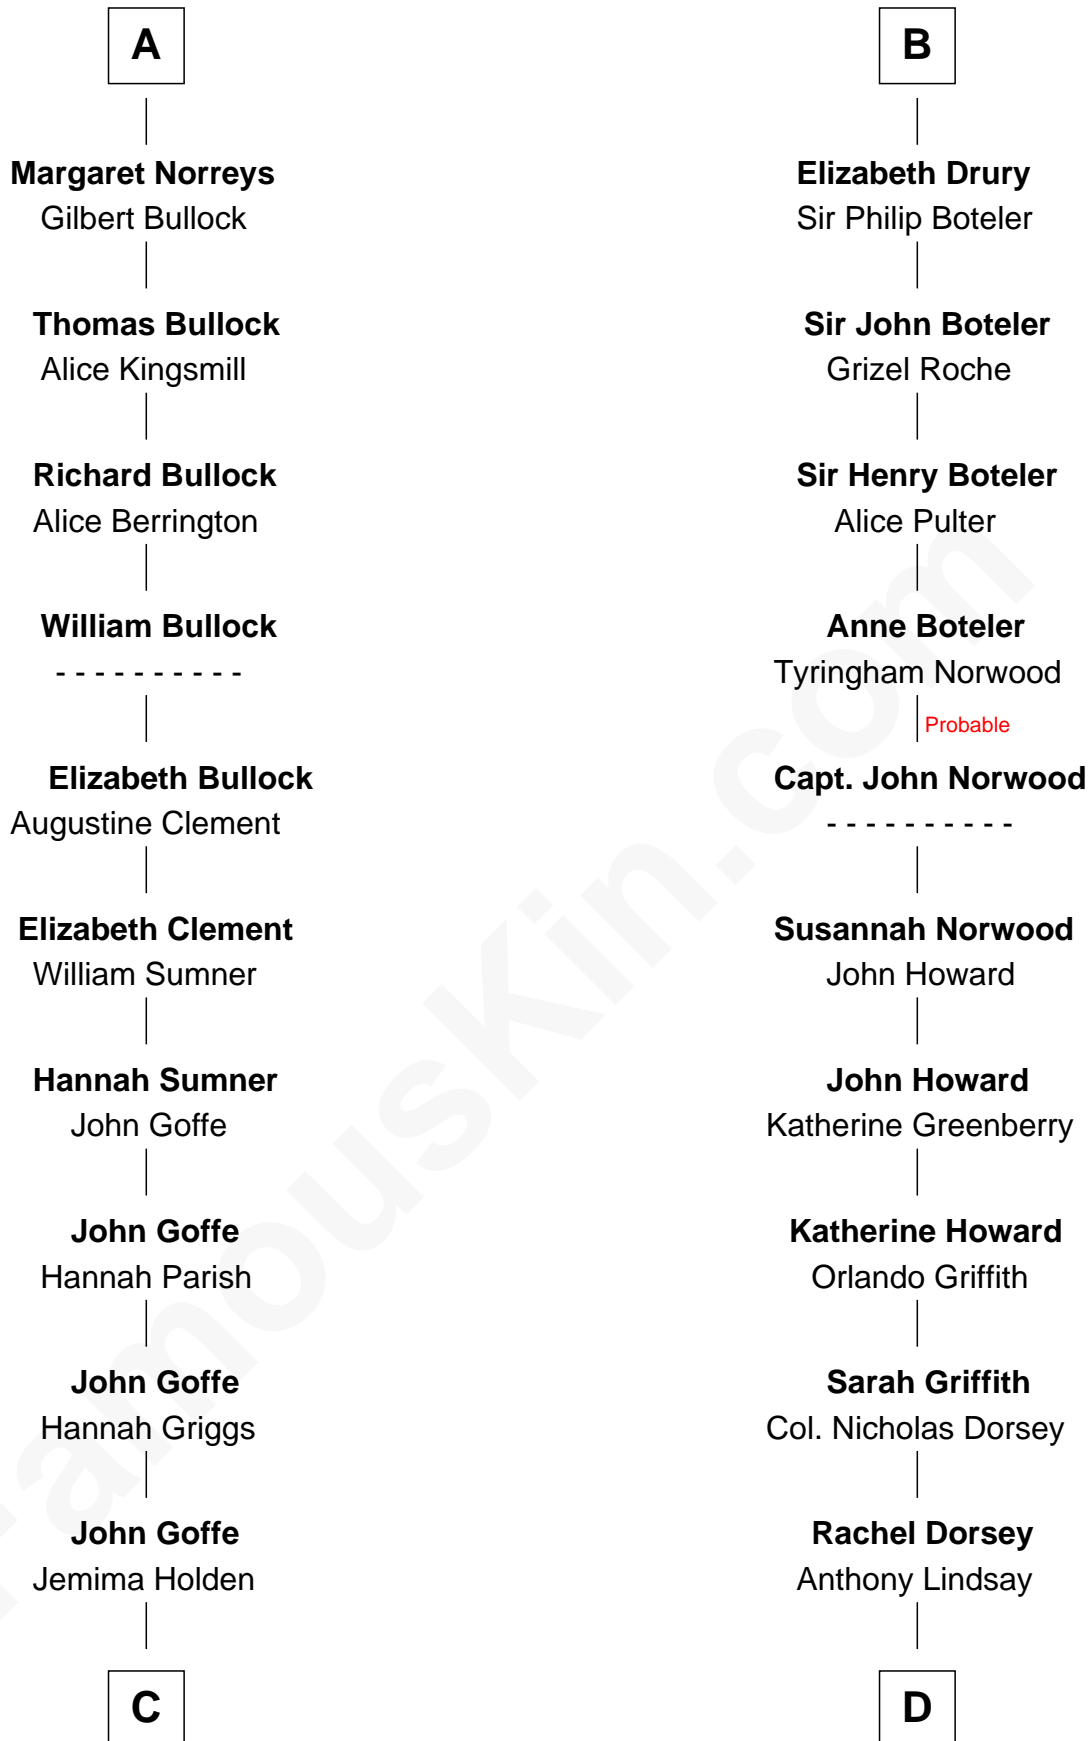 A
Margaret Norreys
Gilbert Bullock
Thomas Bullock
Alice Kingsmill
Richard Bullock
Alice Berrington
William Bullock
- - - - - - - - - -
Elizabeth Bullock
Augustine Clement
Elizabeth Clement
William Sumner
Hannah Sumner
John Goffe
John Goffe
Hannah Parish
John Goffe
Hannah Griggs
John Goffe
Jemima Holden
C
B
Elizabeth Drury
Sir Philip Boteler
Sir John Boteler
Grizel Roche
Sir Henry Boteler
Alice Pulter
Anne Boteler
Tyringham Norwood
Probable
Capt. John Norwood
- - - - - - - - - -
Susannah Norwood
John Howard
John Howard
Katherine Greenberry
Katherine Howard
Orlando Griffith
Sarah Griffith
Col. Nicholas Dorsey
Rachel Dorsey
Anthony Lindsay
D
FamousKin.com